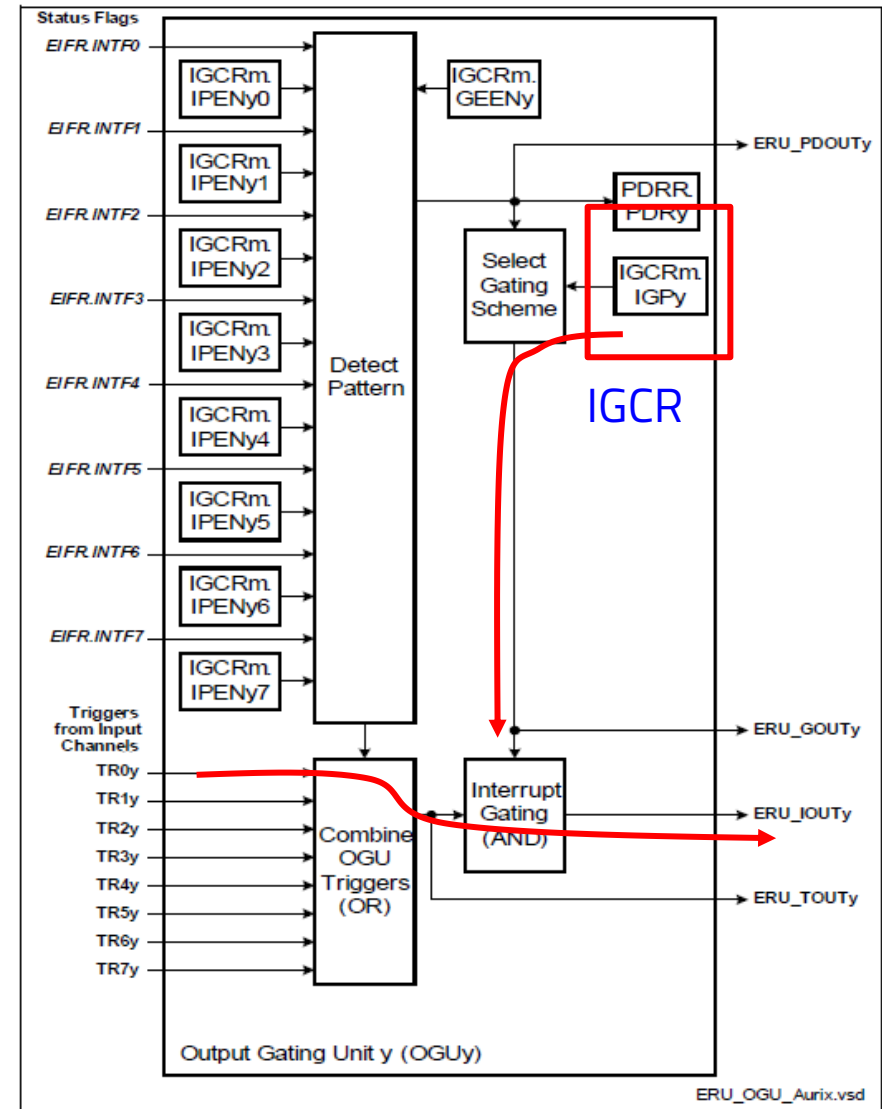 Status Flags
EIFR.INTF0
IGCRm.
IPENy0
IGCRm.
GEENy
EIFR.INTF1
ERU_PDOUTy
IGCRm.
IPENy1
PDRR.
PDRy
EIFR.INTF2
IGCRm.
IPENy2
Select
Gating
Scheme
IGCRm.
IGPy
EIFR.INTF3
IGCRm.
IPENy3
Detect
Pattern
EIFR.INTF4
IGCR
IGCRm.
IPENy4
EIFR.INTF5
IGCRm.
IPENy5
EIFR.INTF6
IGCRm.
IPENy6
EIFR.INTF7
IGCRm.
IPENy7
Triggers
from Input
Channels
ERU_GOUTy
TR0y
TR1y
TR2y
TR3y
TR4y
TR5y
TR6y
TR7y
Combine
OGU
Triggers
(OR)
Interrupt
Gating
(AND)
ERU_IOUTy
ERU_TOUTy
Output Gating Unit y (OGUy)
ERU_OGU_Aurix.vsd